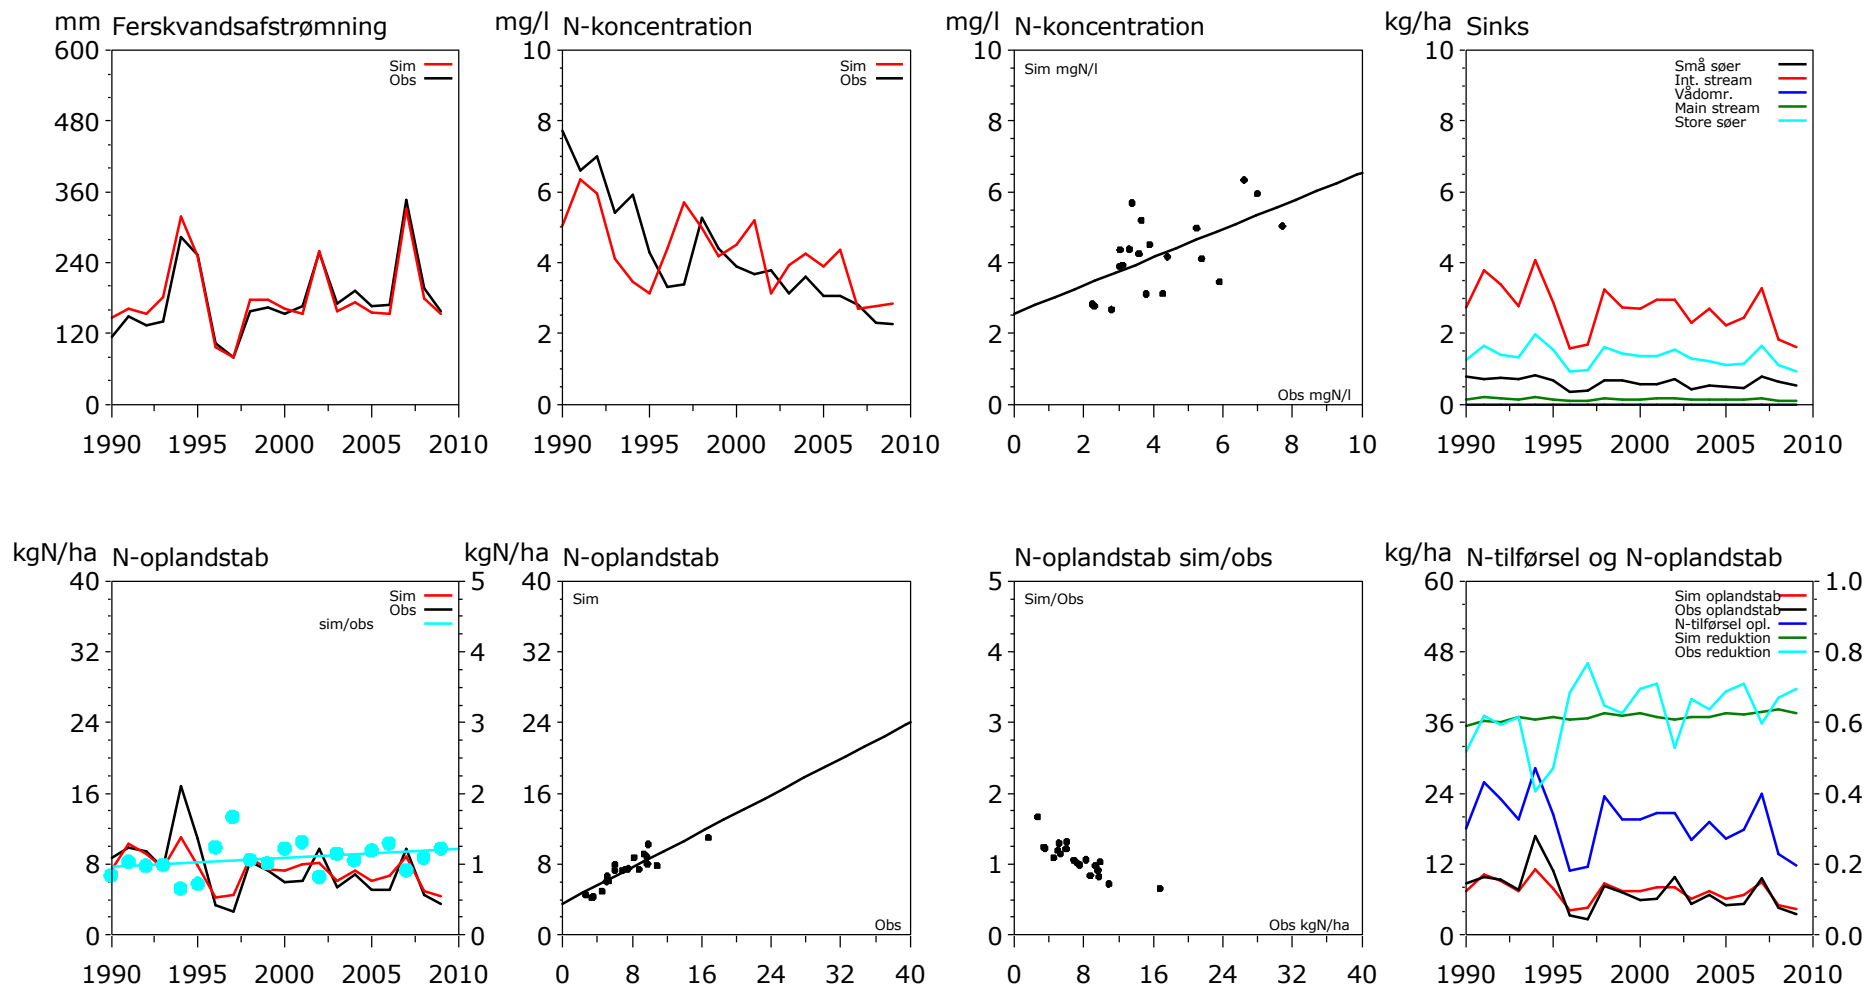 mm Ferskvandsafstrømning
600
480
360
240
120
0
Sim
Obs
1990 1995 2000 2005 2010
mg/l N-koncentration
10
8
6
4
2
0
Sim
Obs
1990 1995 2000 2005 2010
mg/l N-koncentration
10
8
6
4
2
0
Sim mgN/l
Obs mgN/l
0 2 4 6 8 10
kg/ha Sinks
10
8
6
4
2
0
Små søer
Int. stream
Vådomr.
Main stream
Store søer
1990 1995 2000 2005 2010
kgN/ha N-oplandstab
40
32
24
16
8
0
Sim
Obs
sim/obs
5
4
3
2
1
0
1990 1995 2000 2005 2010
kgN/ha N-oplandstab
40
32
24
16
8
0
Sim
Obs
0 8 16 24 32 40
N-oplandstab sim/obs
5
4
3
2
1
0
Sim/Obs
Obs kgN/ha
0 8 16 24 32 40
kg/ha N-tilførsel og N-oplandstab
60
48
36
24
12
0
Sim oplandstab
Obs oplandstab
N-tilførsel opl.
Sim reduktion
Obs reduktion
1.0
0.8
0.6
0.4
0.2
0.0
1990 1995 2000 2005 2010